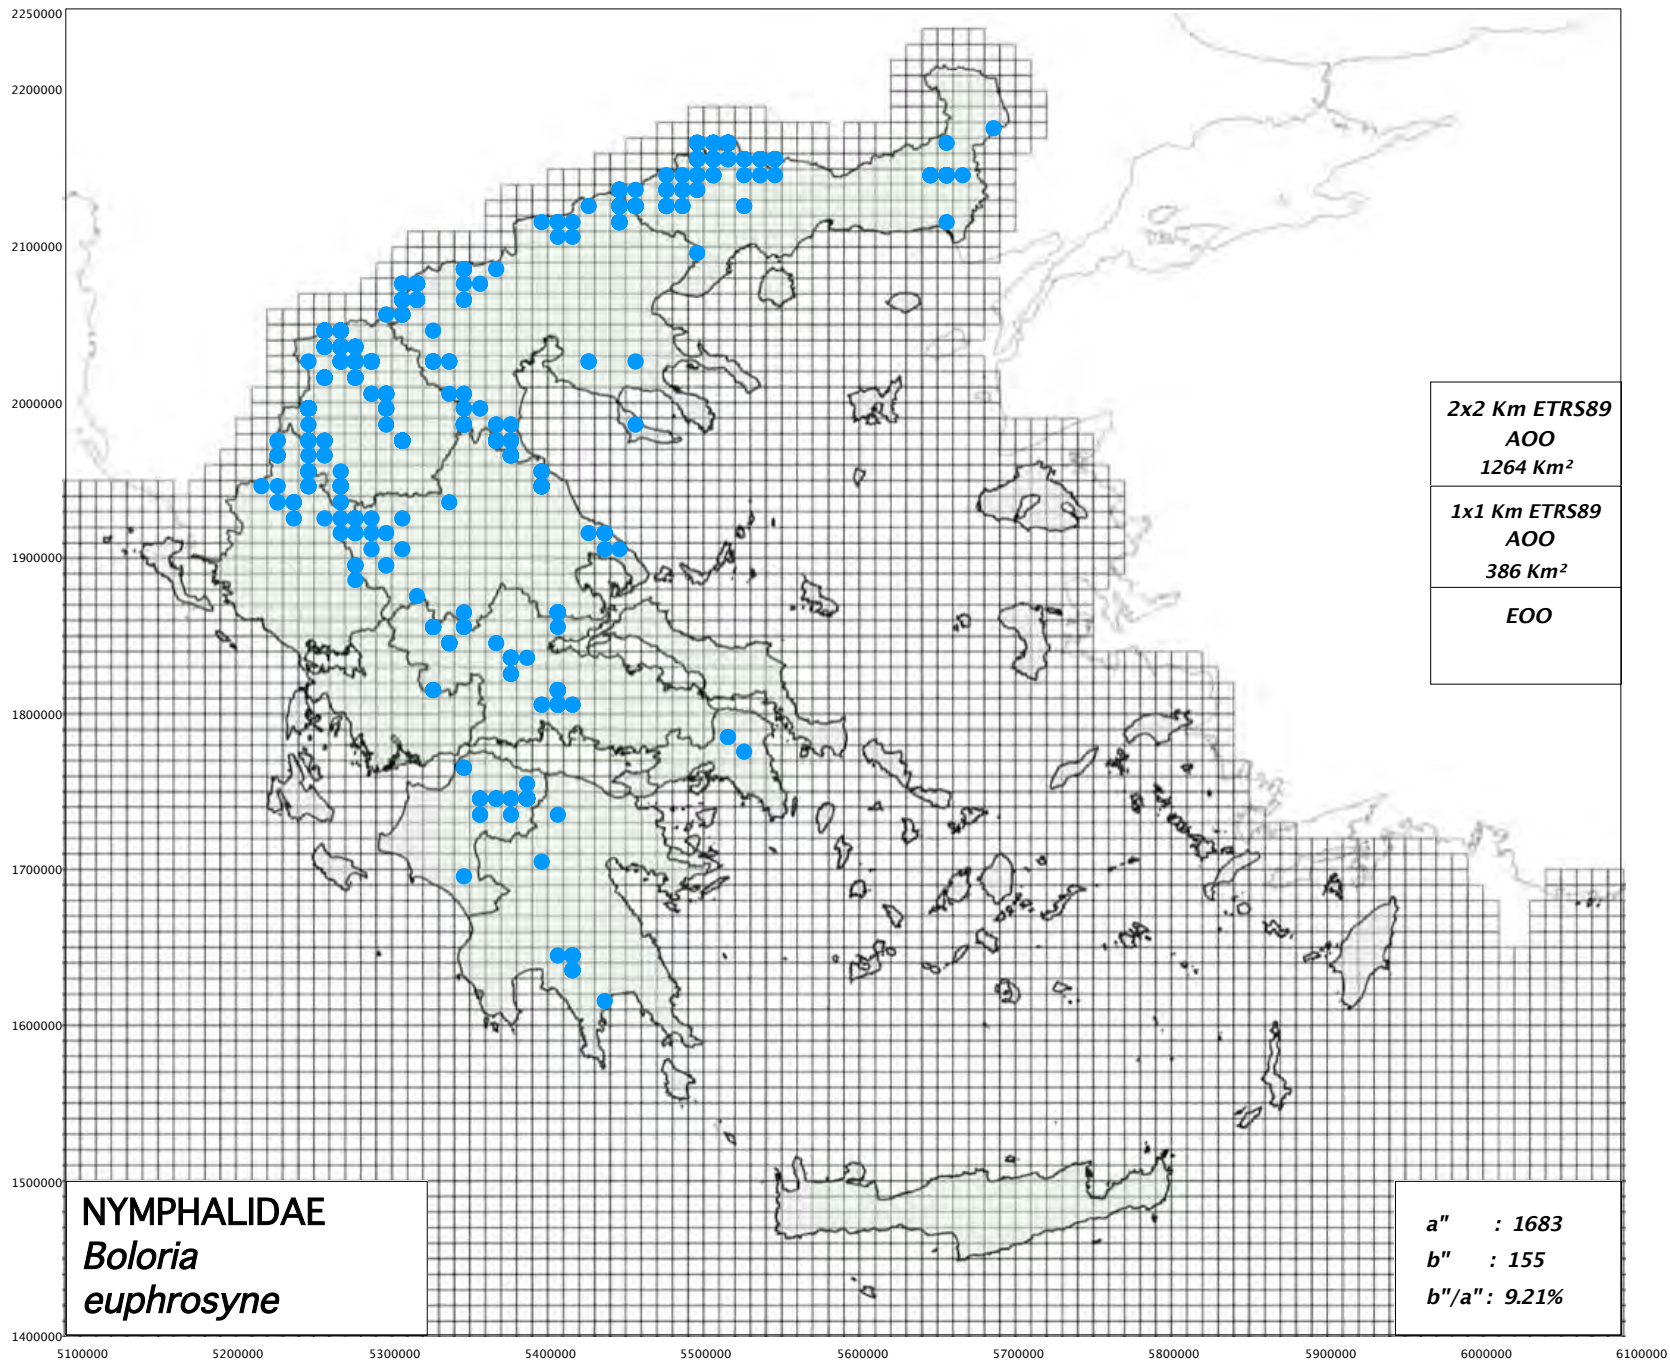 2250000
2200000
2100000
2000000
1900000
1800000
1700000
1600000
1500000
1400000
2x2 Km ETRS89
AOO
1264 Km²
1x1 Km ETRS89
AOO
386 Km²
EOO
NYMPHALIDAE
Boloria
euphrosyne
a" : 1683
b" : 155
b"/a" : 9.21%
5100000 5200000 5300000 5400000 5500000 5600000 5700000 5800000 5900000 6000000 6100000